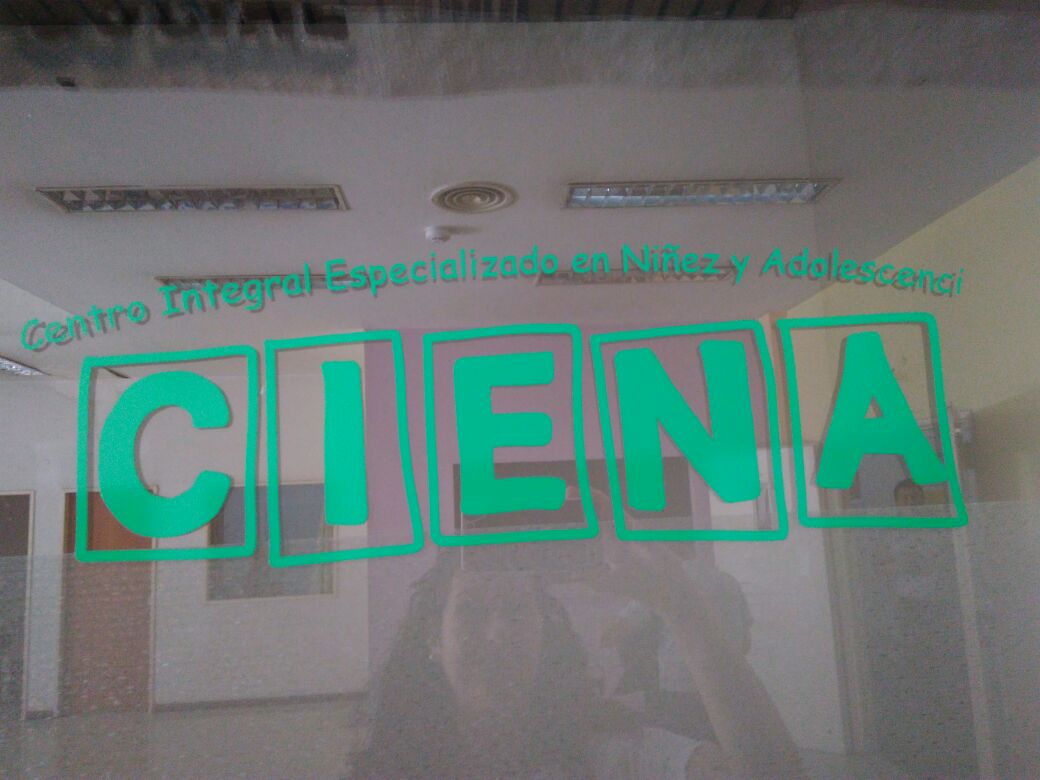 Centro Integral Especializado en Niñez y Adolescenci
CIENA